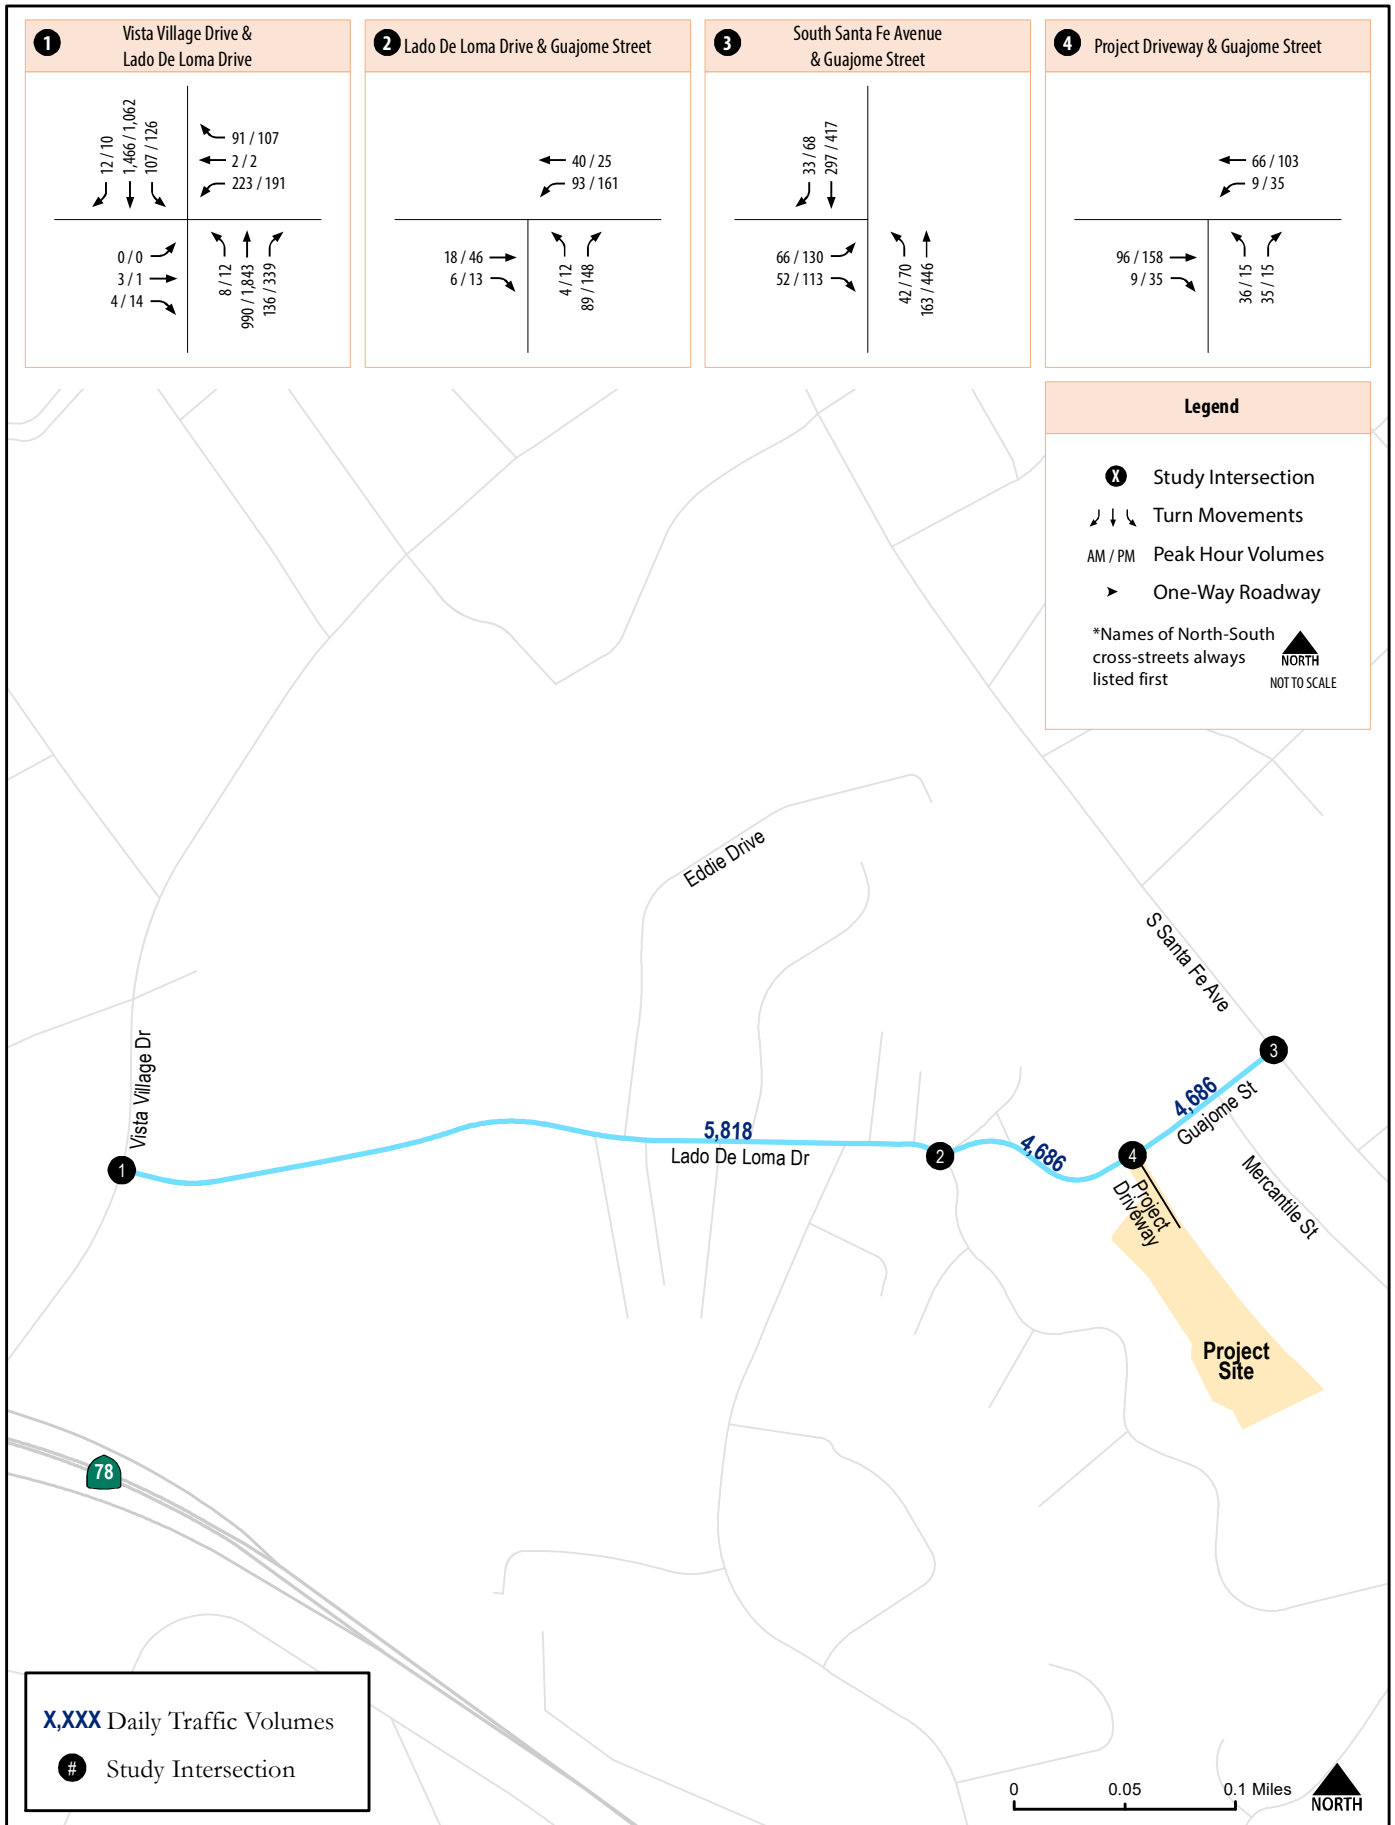 1
Vista Village Drive &
Lado De Loma Drive
12 / 10
1,466 / 1,062
107 / 126
91 / 107
2 / 2
223 / 191
0 / 0
3 / 1
4 / 14
8 / 12
990 / 1,843
136 / 339
2
Lado De Loma Drive & Guajome Street
40 / 25
93 / 161
18 / 46
6 / 13
4 / 12
89 / 148
3
South Santa Fe Avenue
& Guajome Street
33 / 68
297 / 417
66 / 130
52 / 113
42 / 70
163 / 446
4
Project Driveway & Guajome Street
66 / 103
9 / 35
96 / 158
9 / 35
36 / 15
35 / 15
Legend
X Study Intersection
Turn Movements
AM / PM Peak Hour Volumes
One-Way Roadway
*Names of North-South
cross-streets always
listed first
NORTH
NOT TO SCALE
Eddie Drive
S Santa Fe Ave
Vista Village Dr
1
5,818
Lado De Loma Dr
2
4,686
4
4,686
Guajome St
3
Mercantile St
Project
Driveway
Project
Site
78
X,XXX Daily Traffic Volumes
# Study Intersection
0 0.05 0.1 Miles
NORTH